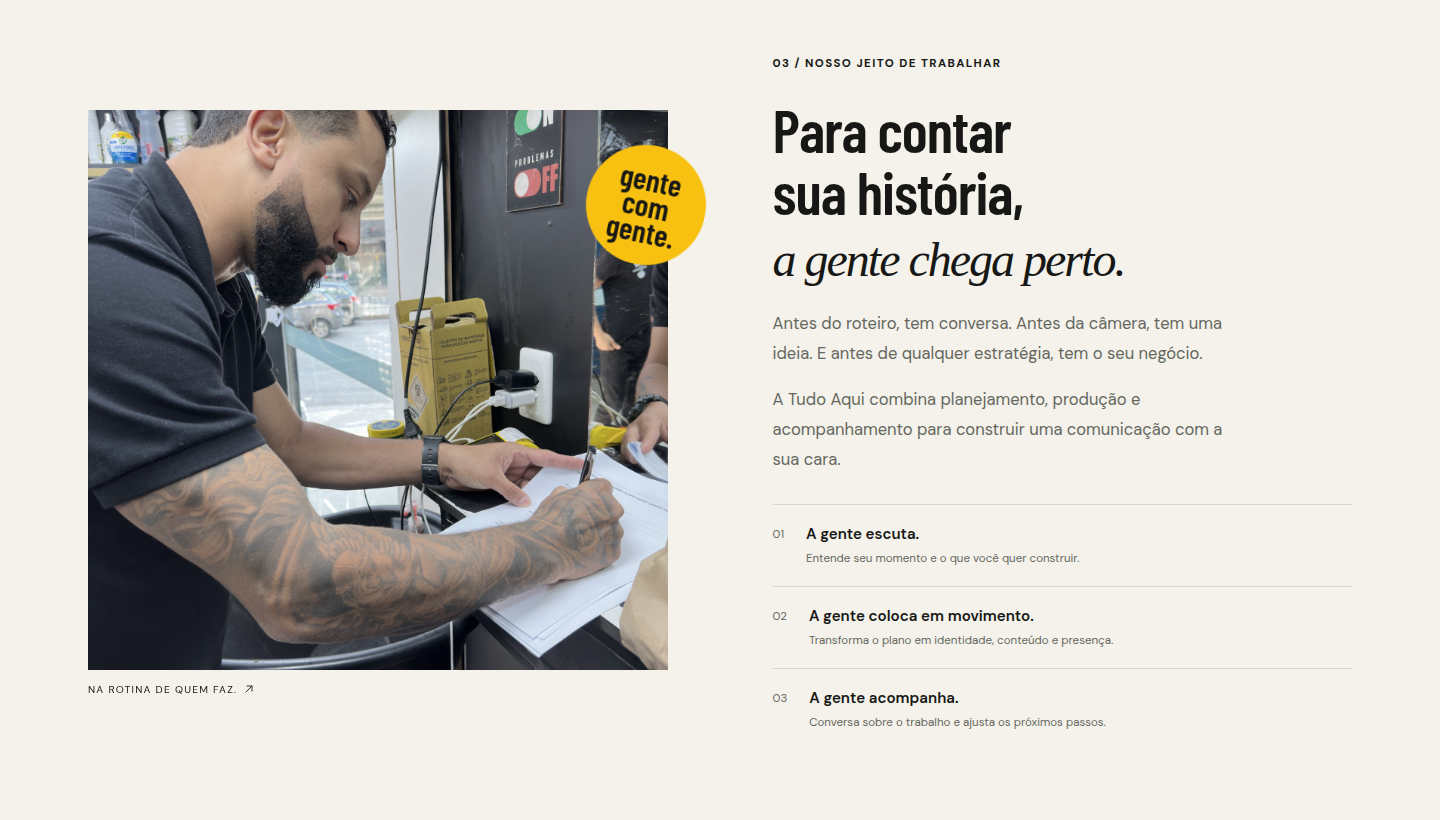 03 / NOSSO JEITO DE TRABALHAR
Para contar
sua história,
a gente chega perto.
Antes do roteiro, tem conversa. Antes da câmera, tem uma
ideia. E antes de qualquer estratégia, tem o seu negócio.
A Tudo Aqui combina planejamento, produção e
acompanhamento para construir uma comunicação com a
sua cara.
01
A gente escuta.
Entende seu momento e o que você quer construir.
02
A gente coloca em movimento.
Transforma o plano em identidade, conteúdo e presença.
03
A gente acompanha.
Conversa sobre o trabalho e ajusta os próximos passos.
PROBLEMAS
OFF
gente
com
gente.
NA ROTINA DE QUEM FAZ.